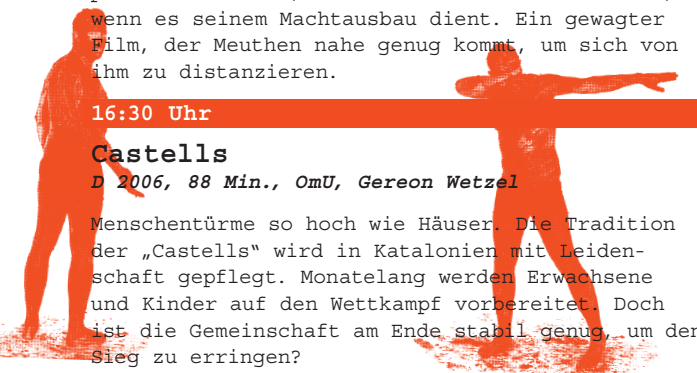 wenn es seinem Machtausbau dient. Ein gewagter
Film, der Meuthen nahe genug kommt, um sich von
ihm zu distanzieren.
16:30 Uhr
Castells
D 2006, 88 Min., OmU, Gereon Wetzel
Menschentürme so hoch wie Häuser. Die Tradition
der „Castells“ wird in Katalonien mit Leiden-
schaft gepflegt. Monatelang werden Erwachsene
und Kinder auf den Wettkampf vorbereitet. Doch
ist die Gemeinschaft am Ende stabil genug, um den
Sieg zu erringen?